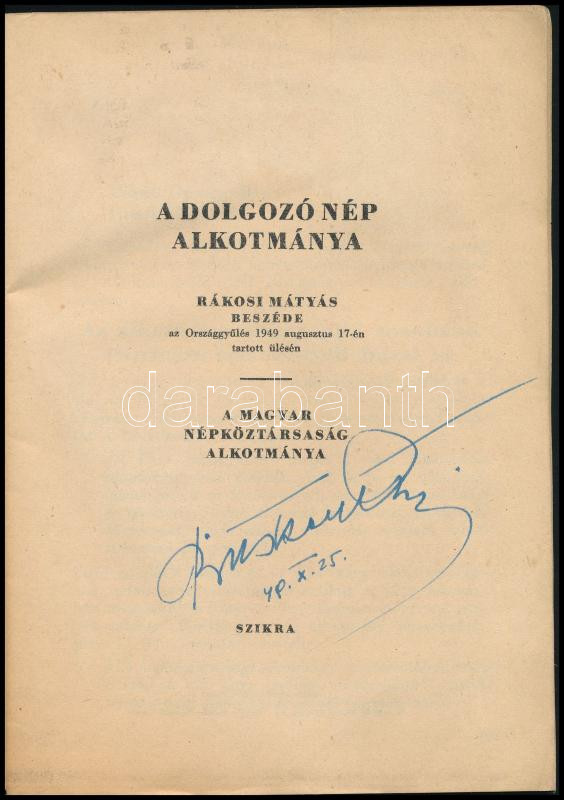 A DOLGOZÓ NÉP
ALKOTMÁNYA
RÁKOSI MÁTYÁS
BESZÉDE
az Országgyűlés 1949 augusztus 17-én
tartott ülésén
darabanth
A MAGYAR
NÉPKÖZTÁRSASÁG
ALKOTMÁNYA
49. X. 25.
SZIKRA